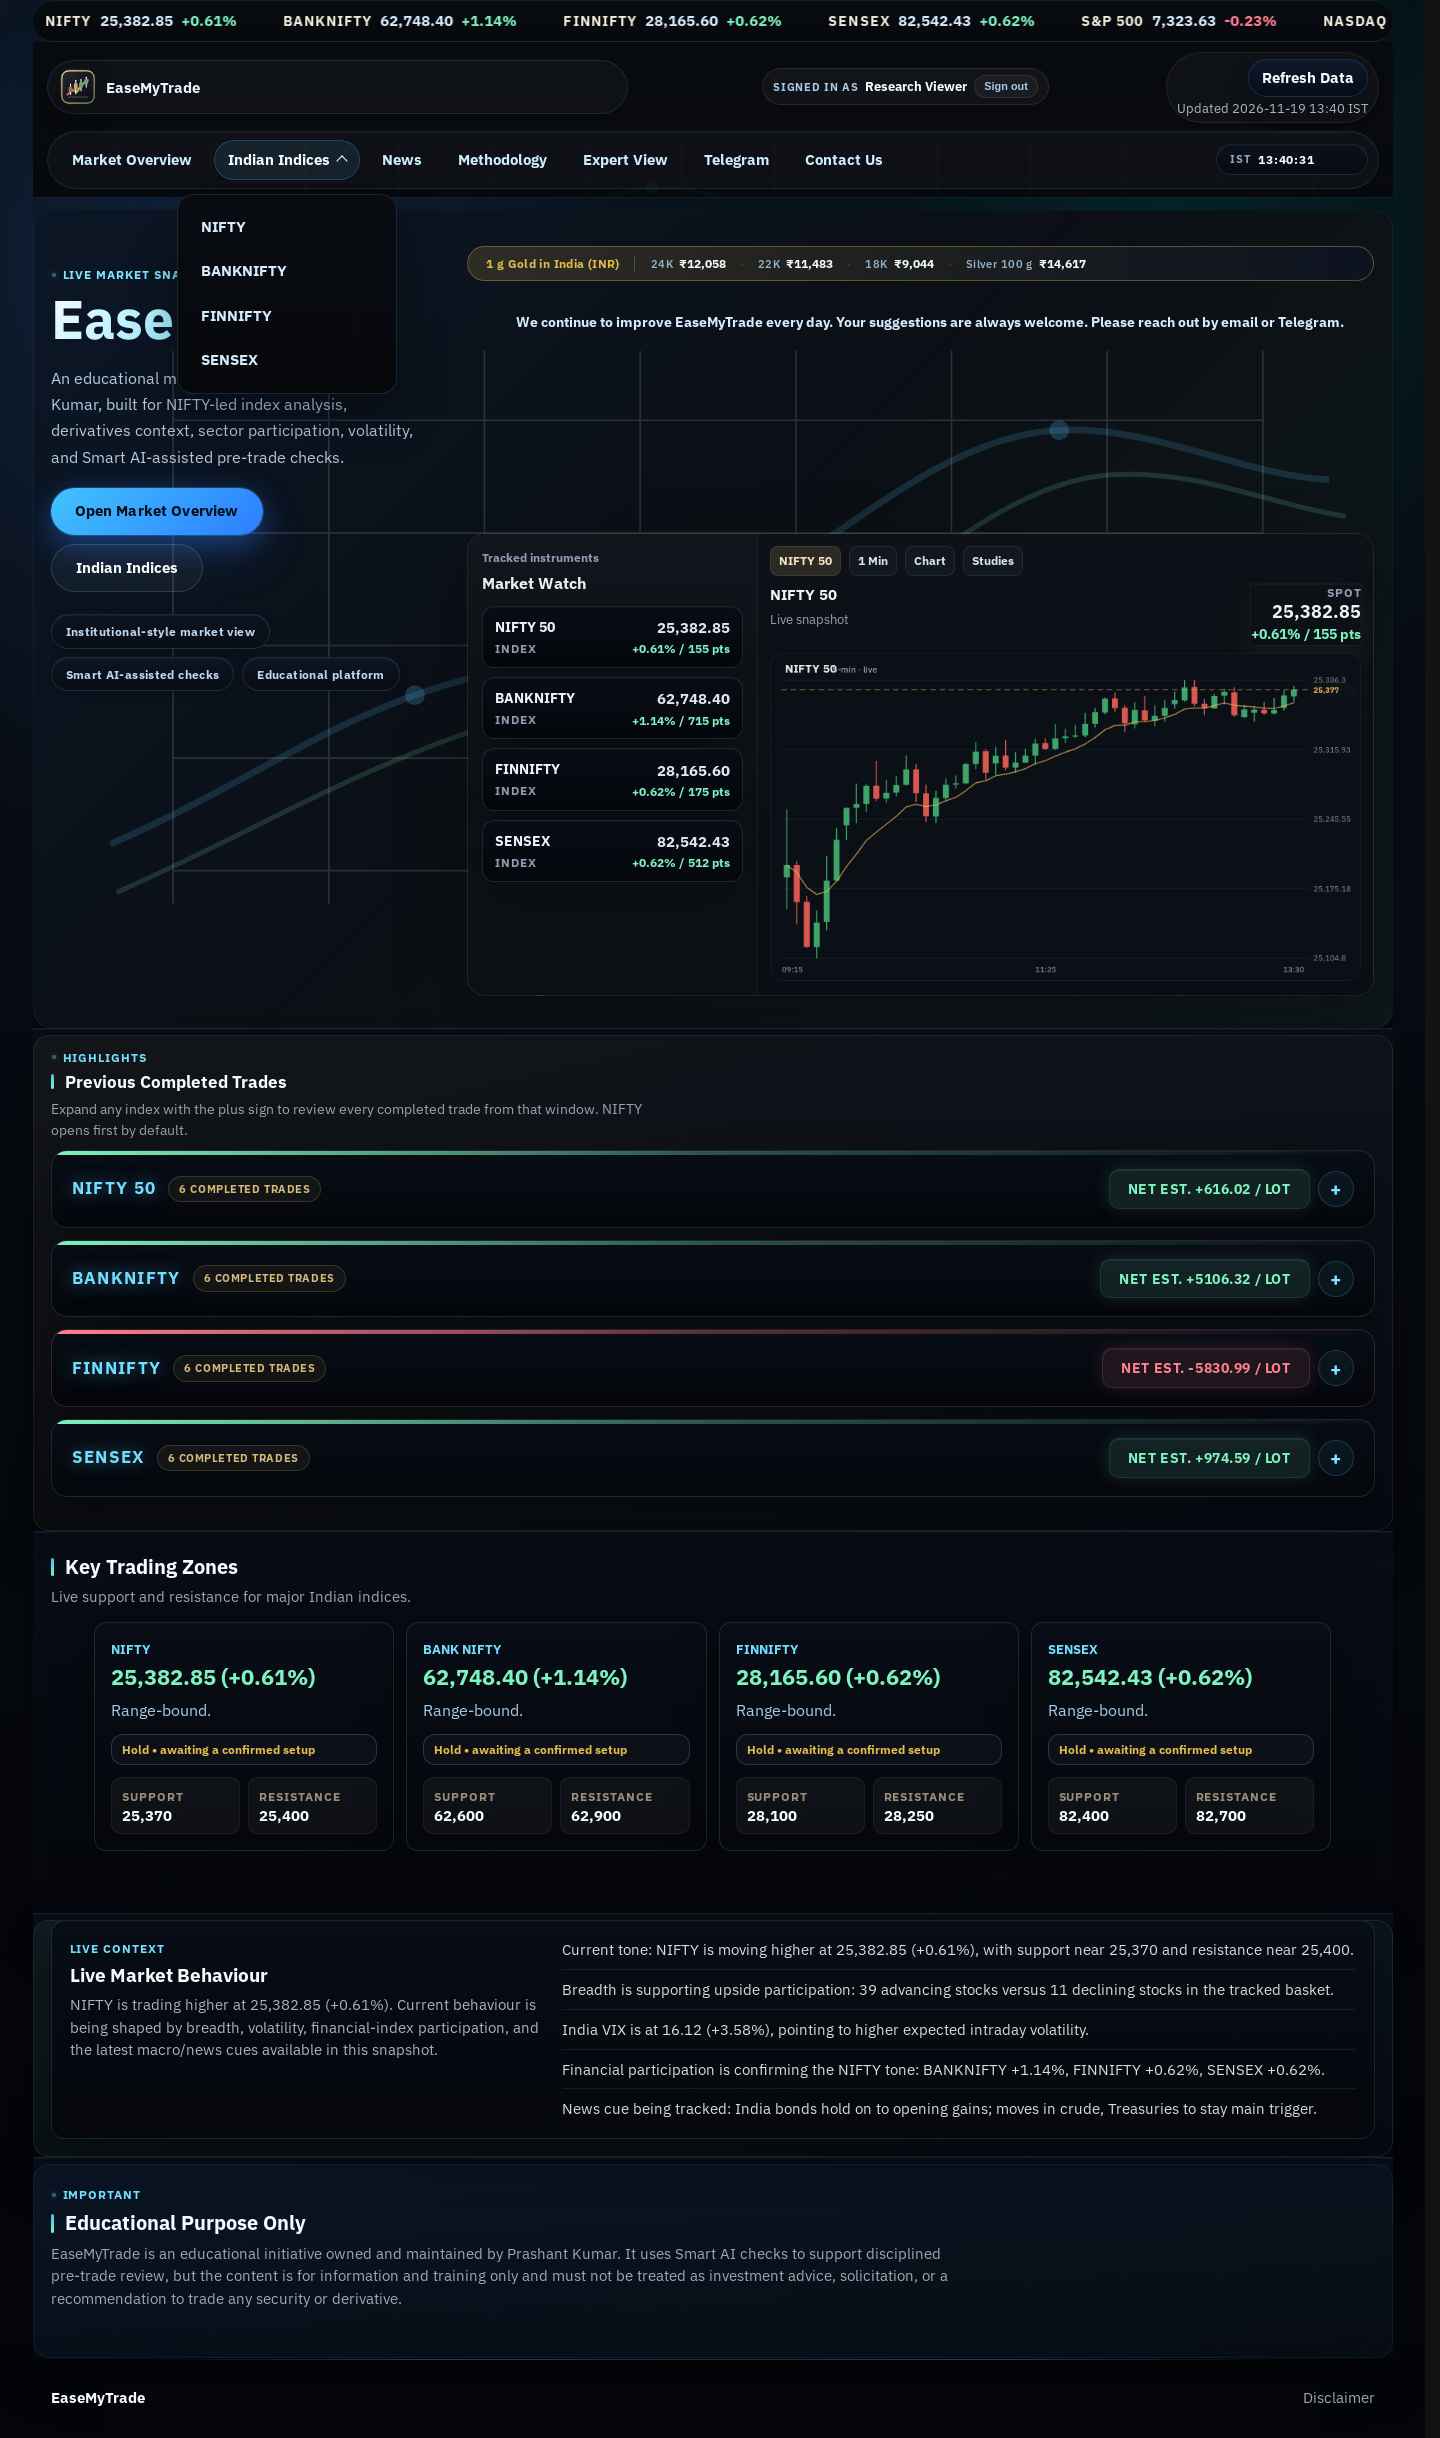 NIFTY 25,382.85 +0.61% BANKNIFTY 62,748.40 +1.14% FINNIFTY 28,165.60 +0.62% SENSEX 82,542.43 +0.62% S&P 500 7,323.63 -0.23% NASDAQ
EaseMyTrade
SIGNED IN AS Research Viewer Sign out
Refresh Data
Updated 2026-11-19 13:40 IST
Market Overview Indian Indices News Methodology Expert View Telegram Contact Us IST 13:40:31
NIFTY
BANKNIFTY
FINNIFTY
SENSEX
LIVE MARKET SNA
Ease
An educational m
Kumar, built for NIFTY-led index analysis,
derivatives context, sector participation, volatility,
and Smart AI-assisted pre-trade checks.
Open Market Overview
Indian Indices
Institutional-style market view
Smart AI-assisted checks Educational platform
1 g Gold in India (INR) 24K ₹12,058 · 22K ₹11,483 · 18K ₹9,044 · Silver 100 g ₹14,617
We continue to improve EaseMyTrade every day. Your suggestions are always welcome. Please reach out by email or Telegram.
Tracked instruments
Market Watch
NIFTY 50 25,382.85
INDEX +0.61% / 155 pts
BANKNIFTY 62,748.40
INDEX +1.14% / 715 pts
FINNIFTY 28,165.60
INDEX +0.62% / 175 pts
SENSEX 82,542.43
INDEX +0.62% / 512 pts
NIFTY 50 1 Min Chart Studies
NIFTY 50
Live snapshot
SPOT
25,382.85
+0.61% / 155 pts
NIFTY 50 -min · live
25,386.3
25,377
25,315.93
25,245.55
25,175.18
25,104.8
09:15 11:25 13:30
HIGHLIGHTS
Previous Completed Trades
Expand any index with the plus sign to review every completed trade from that window. NIFTY
opens first by default.
NIFTY 50 6 COMPLETED TRADES NET EST. +616.02 / LOT +
BANKNIFTY 6 COMPLETED TRADES NET EST. +5106.32 / LOT +
FINNIFTY 6 COMPLETED TRADES NET EST. -5830.99 / LOT +
SENSEX 6 COMPLETED TRADES NET EST. +974.59 / LOT +
Key Trading Zones
Live support and resistance for major Indian indices.
NIFTY
25,382.85 (+0.61%)
Range-bound.
Hold • awaiting a confirmed setup
SUPPORT RESISTANCE
25,370 25,400
BANK NIFTY
62,748.40 (+1.14%)
Range-bound.
Hold • awaiting a confirmed setup
SUPPORT RESISTANCE
62,600 62,900
FINNIFTY
28,165.60 (+0.62%)
Range-bound.
Hold • awaiting a confirmed setup
SUPPORT RESISTANCE
28,100 28,250
SENSEX
82,542.43 (+0.62%)
Range-bound.
Hold • awaiting a confirmed setup
SUPPORT RESISTANCE
82,400 82,700
LIVE CONTEXT
Live Market Behaviour
NIFTY is trading higher at 25,382.85 (+0.61%). Current behaviour is
being shaped by breadth, volatility, financial-index participation, and
the latest macro/news cues available in this snapshot.
Current tone: NIFTY is moving higher at 25,382.85 (+0.61%), with support near 25,370 and resistance near 25,400.
Breadth is supporting upside participation: 39 advancing stocks versus 11 declining stocks in the tracked basket.
India VIX is at 16.12 (+3.58%), pointing to higher expected intraday volatility.
Financial participation is confirming the NIFTY tone: BANKNIFTY +1.14%, FINNIFTY +0.62%, SENSEX +0.62%.
News cue being tracked: India bonds hold on to opening gains; moves in crude, Treasuries to stay main trigger.
IMPORTANT
Educational Purpose Only
EaseMyTrade is an educational initiative owned and maintained by Prashant Kumar. It uses Smart AI checks to support disciplined
pre-trade review, but the content is for information and training only and must not be treated as investment advice, solicitation, or a
recommendation to trade any security or derivative.
EaseMyTrade Disclaimer